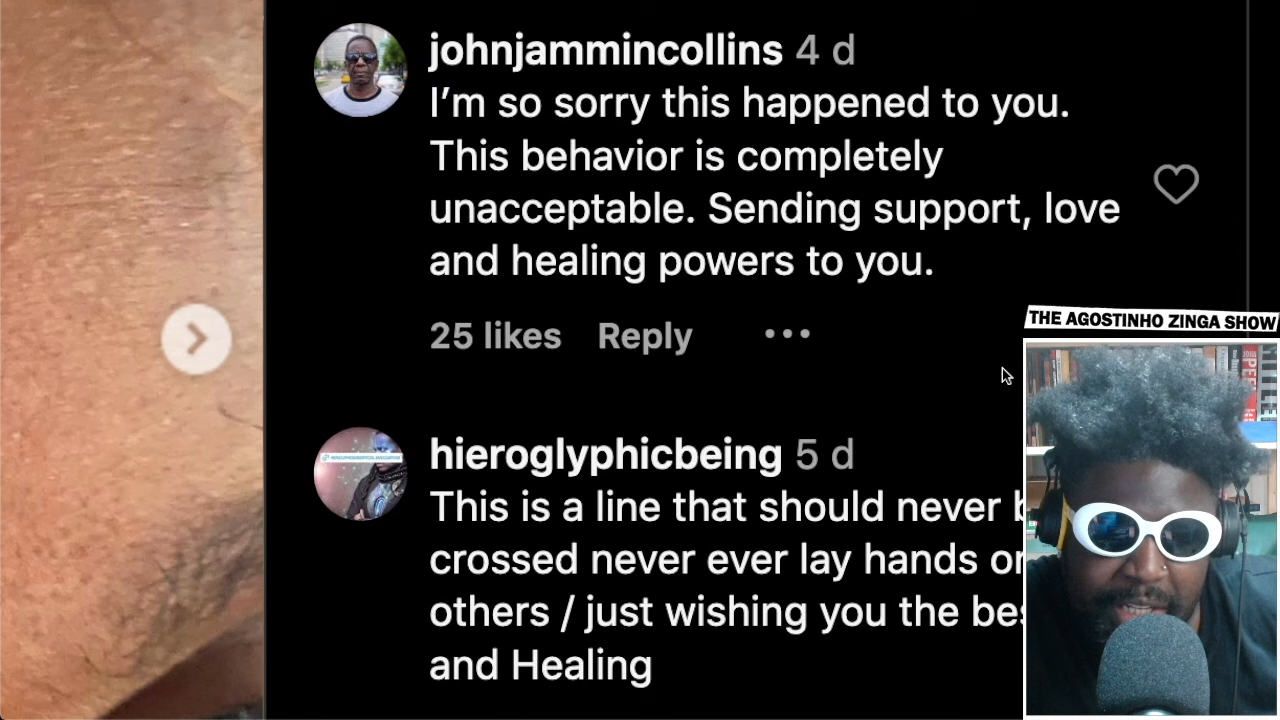 johnjammincollins 4 d
I’m so sorry this happened to you.
This behavior is completely
unacceptable. Sending support, love
and healing powers to you.
25 likes Reply
THE AGOSTINHO ZINGA SHOW
hieroglyphicbeing 5 d
This is a line that should never b
crossed never ever lay hands on
others / just wishing you the bes
and Healing